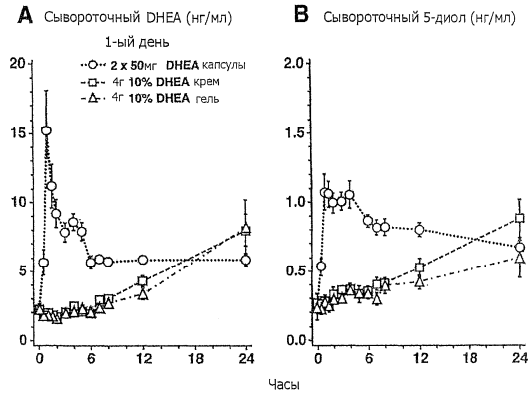 A Сывороточный DHEA (нг/мл)
1-ый день
2 x 50мг DHEA капсулы
4г 10% DHEA крем
4г 10% DHEA гель
20
15
10
5
0
0 6 12 18 24
B Сывороточный 5-диол (нг/мл)
2.0
1.5
1.0
0.5
0.0
0 6 12 18 24
Часы